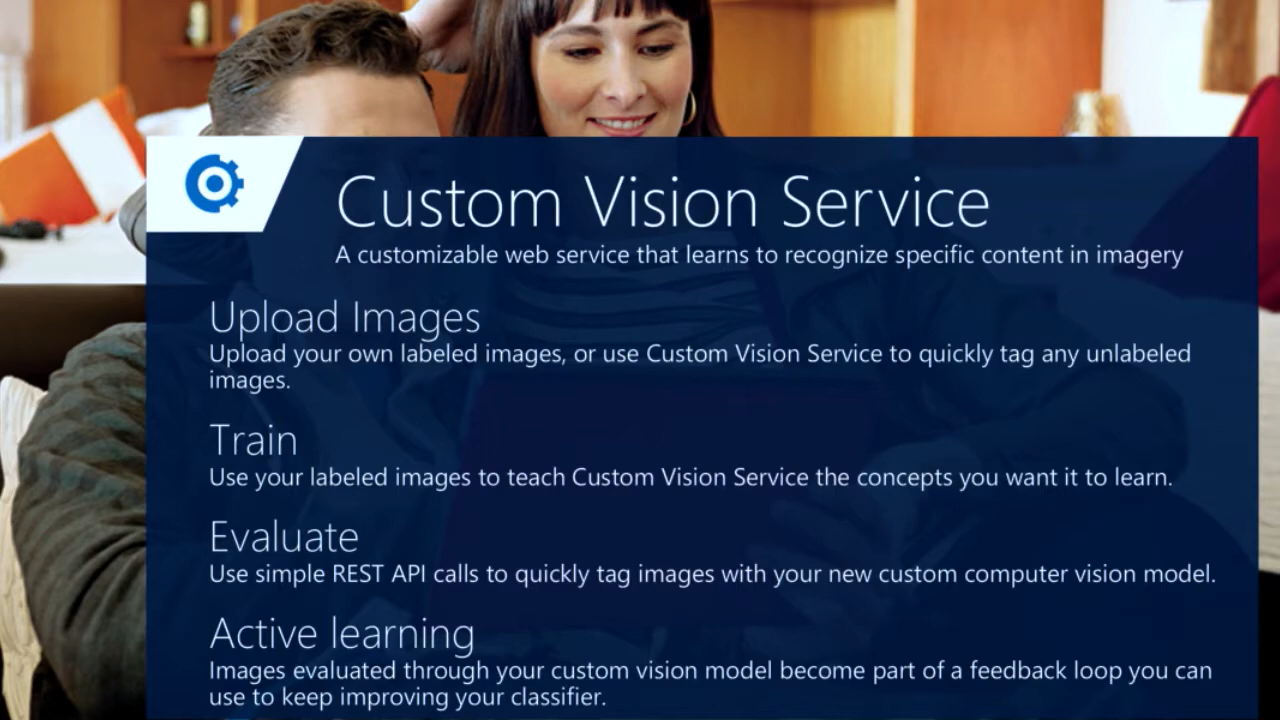 Custom Vision Service
A customizable web service that learns to recognize specific content in imagery
Upload Images
Upload your own labeled images, or use Custom Vision Service to quickly tag any unlabeled
images.
Train
Use your labeled images to teach Custom Vision Service the concepts you want it to learn.
Evaluate
Use simple REST API calls to quickly tag images with your new custom computer vision model.
Active learning
Images evaluated through your custom vision model become part of a feedback loop you can
use to keep improving your classifier.